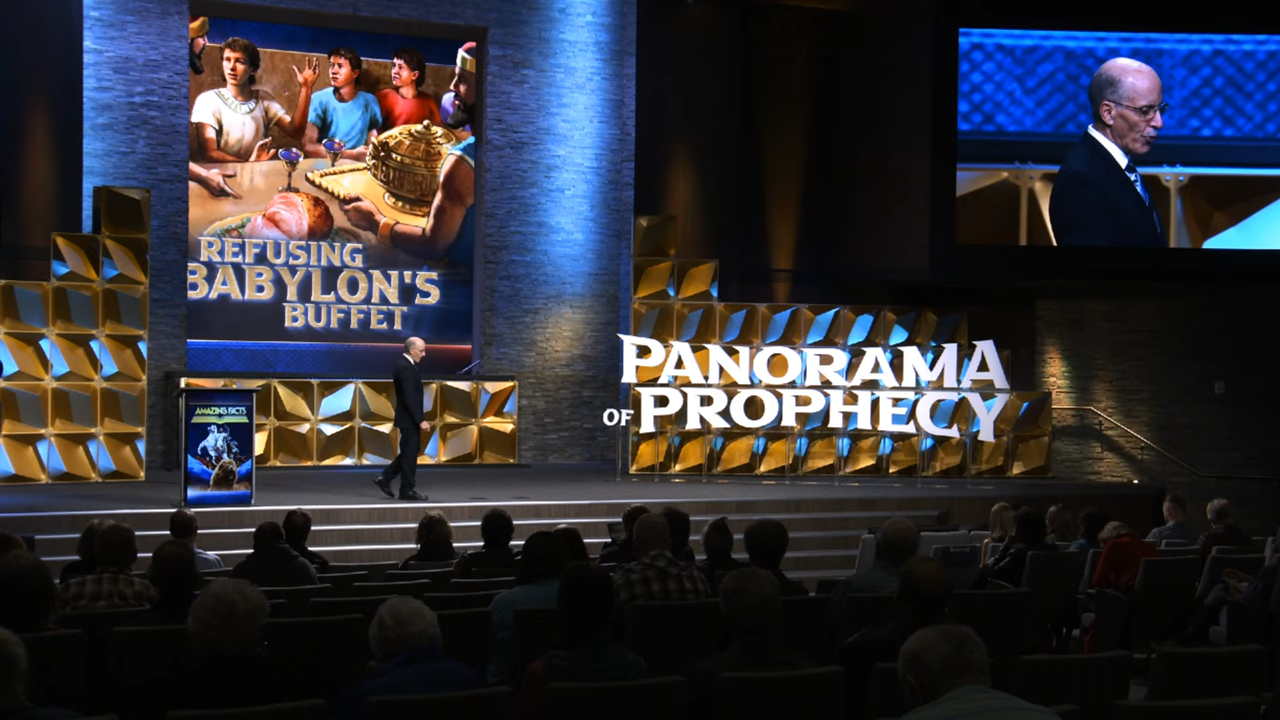 REFUSING
BABYLON'S
BUFFET
PANORAMA
OF PROPHECY
AMAZING FACTS